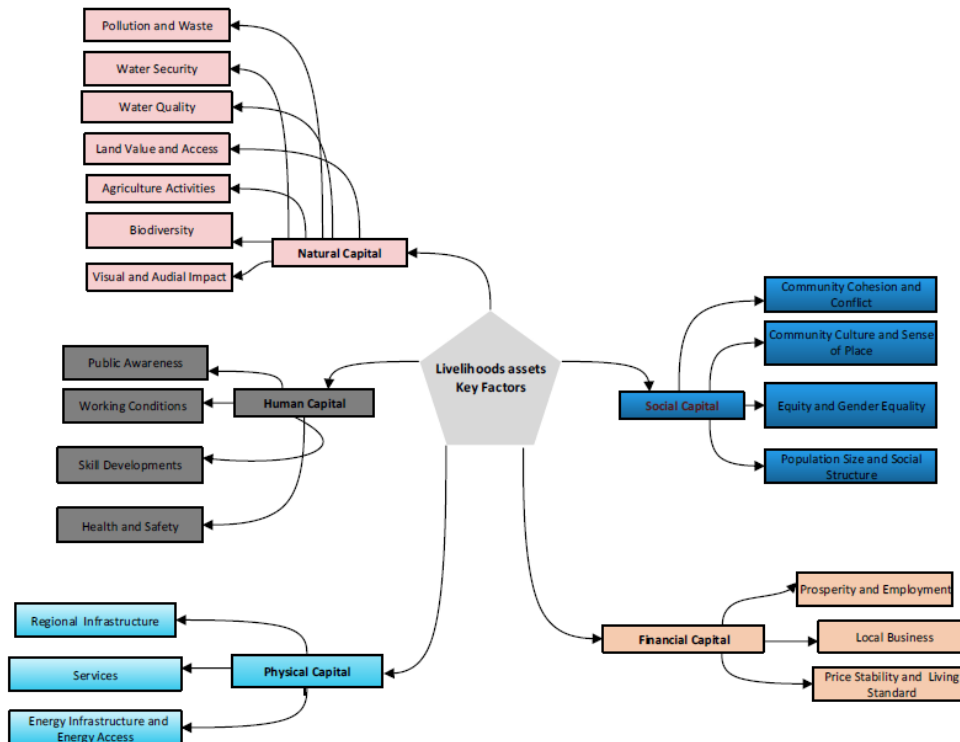 Pollution and Waste
Water Security
Water Quality
Land Value and Access
Agriculture Activities
Biodiversity
Visual and Audial Impact
Natural Capital
Livelihoods assets
Key Factors
Public Awareness
Working Conditions
Skill Developments
Health and Safety
Human Capital
Community Cohesion and
Conflict
Community Culture and Sense
of Place
Equity and Gender Equality
Population Size and Social
Structure
Social Capital
Regional Infrastructure
Services
Energy Infrastructure and
Energy Access
Physical Capital
Financial Capital
Prosperity and Employment
Local Business
Price Stability and Living
Standard